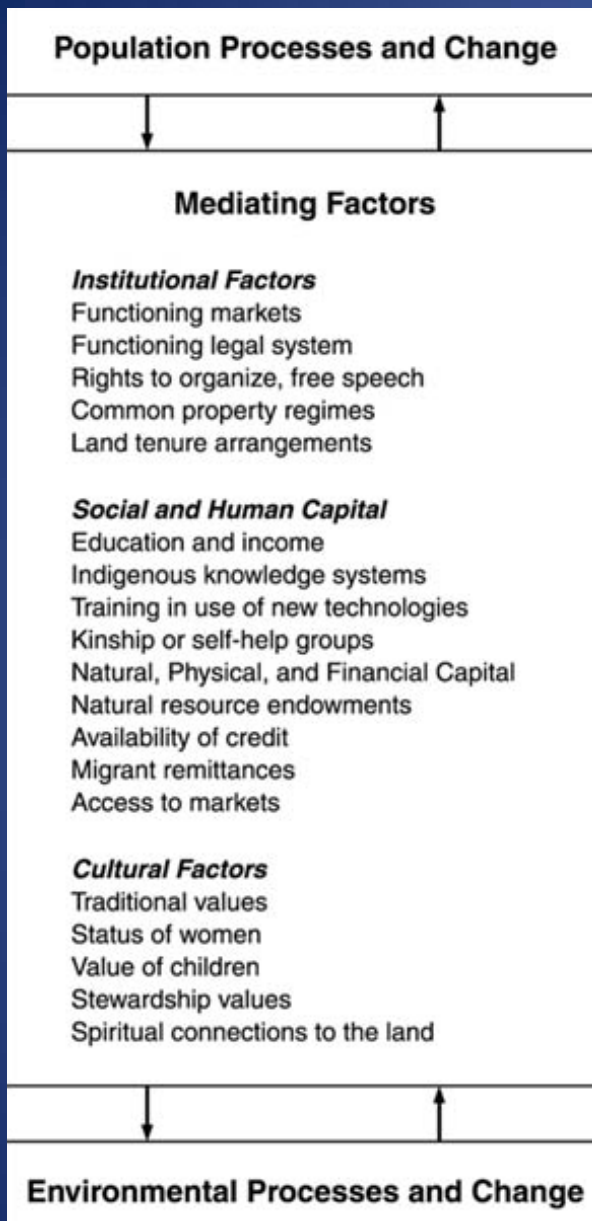 Population Processes and Change
Mediating Factors
Institutional Factors
Functioning markets
Functioning legal system
Rights to organize, free speech
Common property regimes
Land tenure arrangements
Social and Human Capital
Education and income
Indigenous knowledge systems
Training in use of new technologies
Kinship or self-help groups
Natural, Physical, and Financial Capital
Natural resource endowments
Availability of credit
Migrant remittances
Access to markets
Cultural Factors
Traditional values
Status of women
Value of children
Stewardship values
Spiritual connections to the land
Environmental Processes and Change